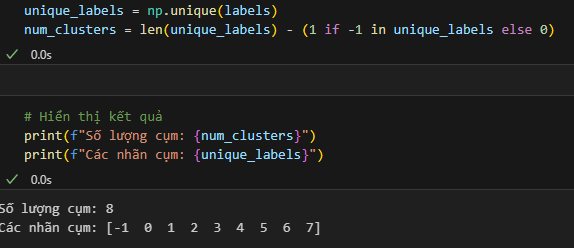 unique_labels = np.unique(labels)
num_clusters = len(unique_labels) - (1 if -1 in unique_labels else 0)
0.0s
# Hiển thị kết quả
print(f"Số lượng cụm: {num_clusters}")
print(f"Các nhãn cụm: {unique_labels}")
0.0s
Số lượng cụm: 8
Các nhãn cụm: [-1  0  1  2  3  4  5  6  7]